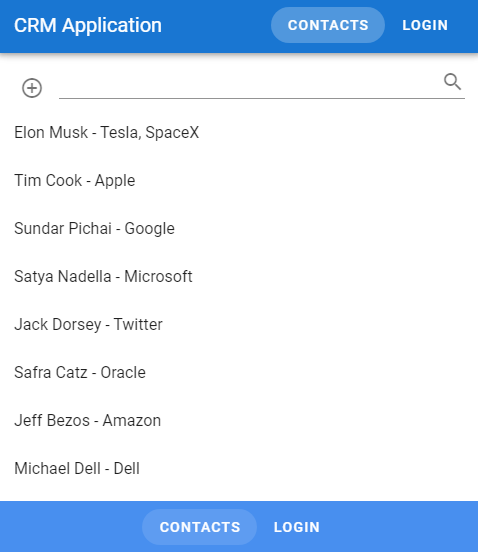 CRM Application CONTACTS LOGIN
Elon Musk - Tesla, SpaceX
Tim Cook - Apple
Sundar Pichai - Google
Satya Nadella - Microsoft
Jack Dorsey - Twitter
Safra Catz - Oracle
Jeff Bezos - Amazon
Michael Dell - Dell
CONTACTS LOGIN